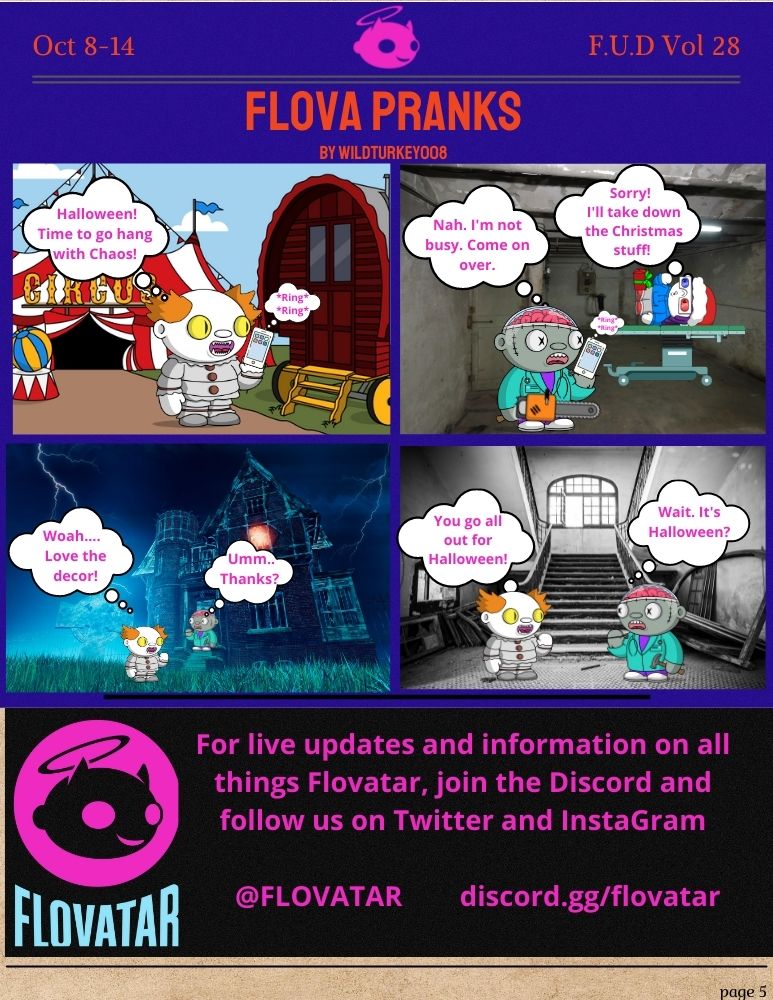 Oct 8-14
F.U.D Vol 28
FLOVA PRANKS
BY WILDTURKEY008
Halloween!
Time to go hang
with Chaos!
CIRCUS
*Ring*
*Ring*
Nah. I'm not
busy. Come on
over.
Sorry!
I'll take down
the Christmas
stuff!
*Ring*
*Ring*
Woah....
Love the
decor!
Umm..
Thanks?
You go all
out for
Halloween!
Wait. It's
Halloween?
For live updates and information on all
things Flovatar, join the Discord and
follow us on Twitter and InstaGram
@FLOVATAR
discord.gg/flovatar
FLOVATAR
page 5